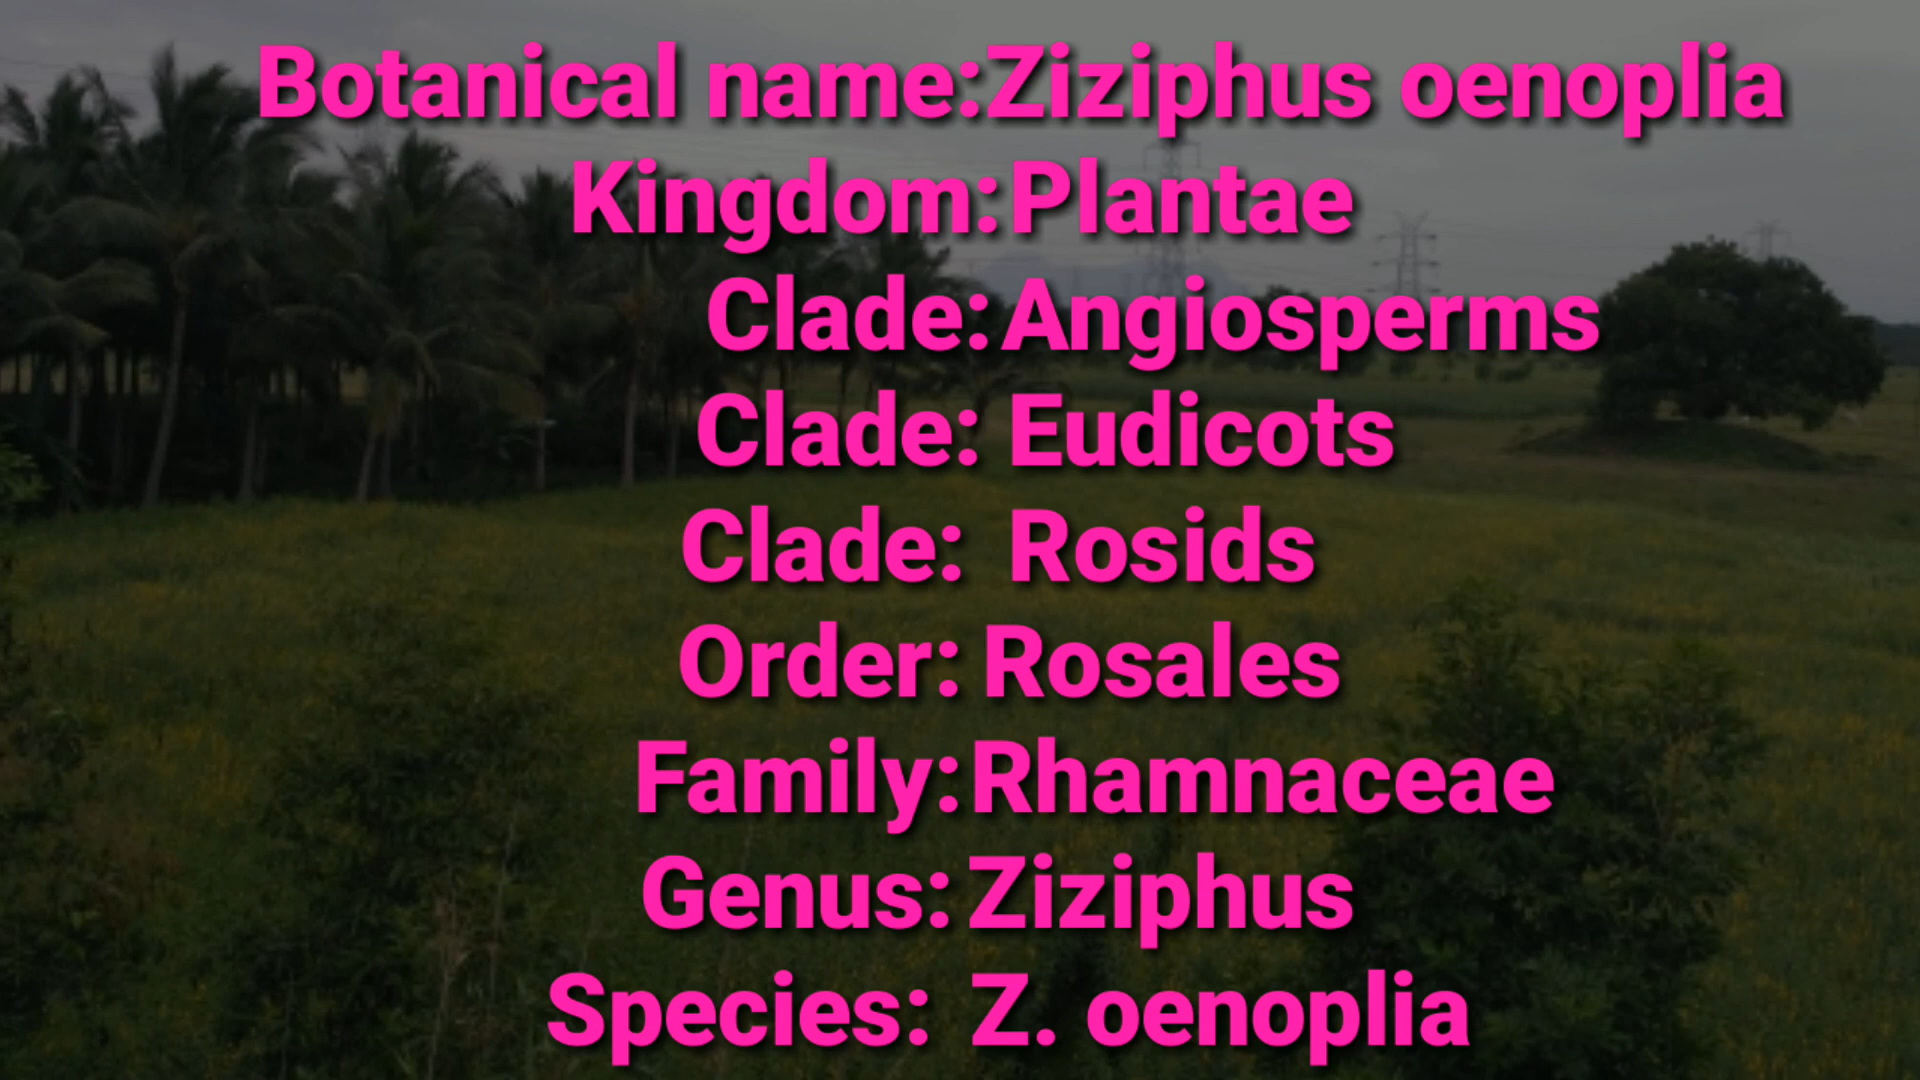 Botanical name:Ziziphus oenoplia
Kingdom:Plantae
Clade:Angiosperms
Clade: Eudicots
Clade: Rosids
Order: Rosales
Family:Rhamnaceae
Genus:Ziziphus
Species: Z. oenoplia